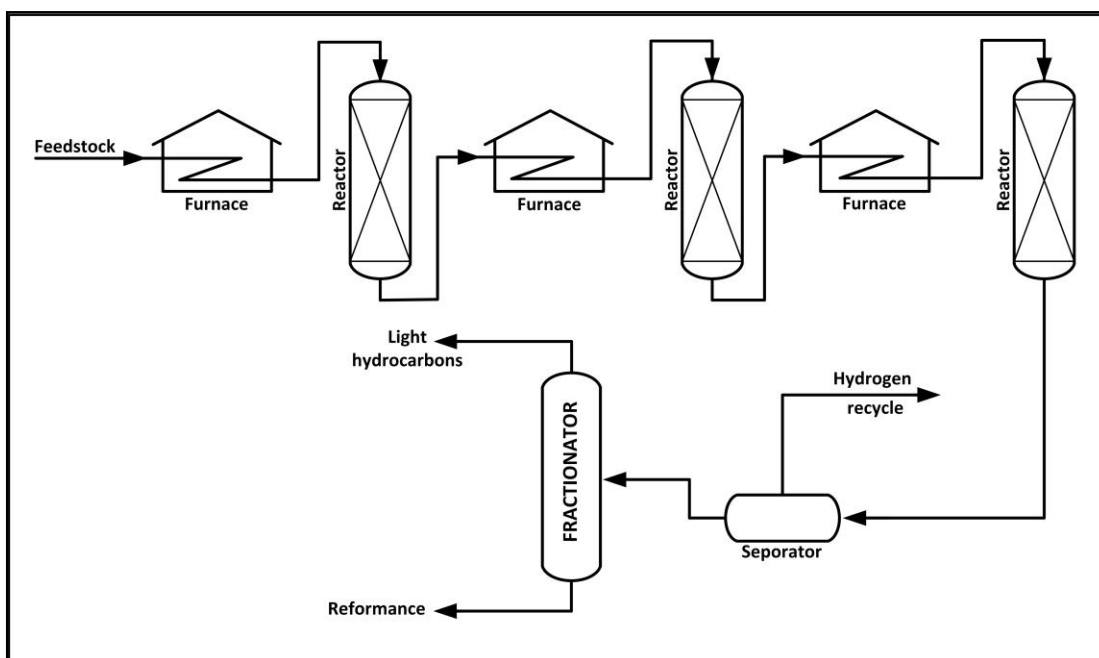 Feedstock
Furnace
Reactor
Furnace
Reactor
Furnace
Reactor
Light
hydrocarbons
Hydrogen
recycle
FRACTIONATOR
Seporator
Reformance